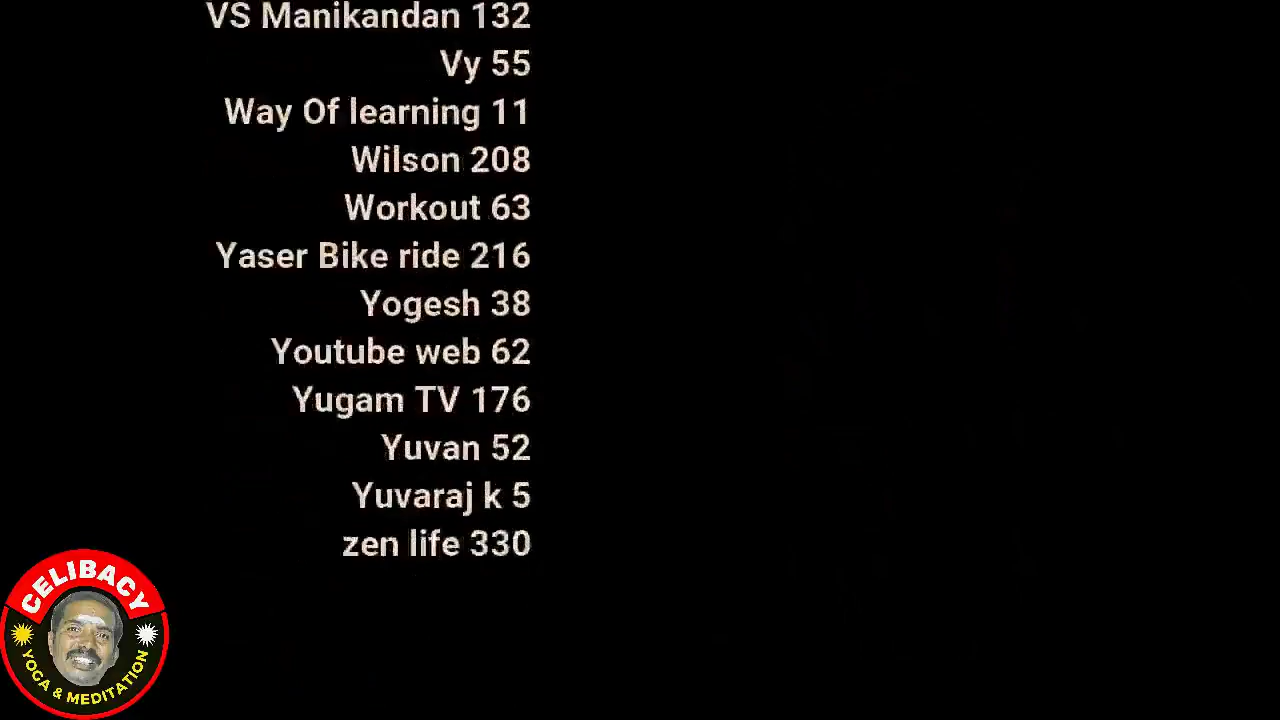 VS Manikandan 132
Vy 55
Way Of learning 11
Wilson 208
Workout 63
Yaser Bike ride 216
Yogesh 38
Youtube web 62
Yugam TV 176
Yuvan 52
Yuvaraj k 5
zen life 330
CELIBACY
YOGA & MEDITATION